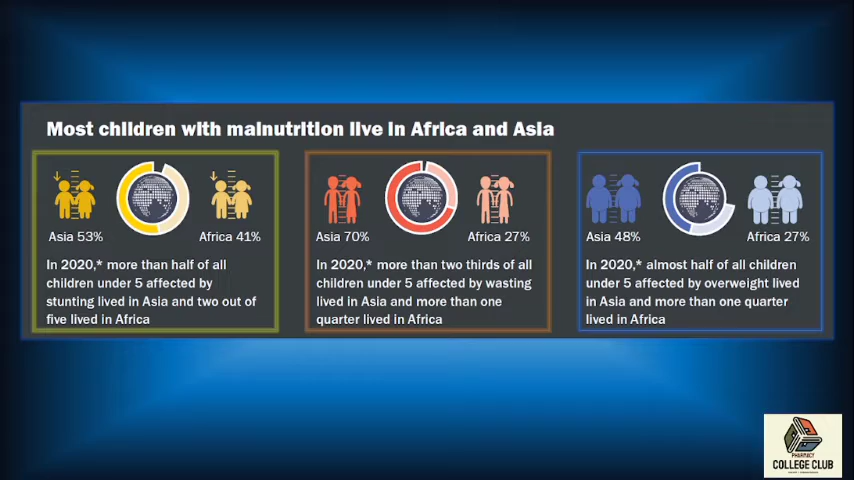 Most children with malnutrition live in Africa and Asia
Asia 53%
Africa 41%
In 2020,* more than half of all
children under 5 affected by
stunting lived in Asia and two out of
five lived in Africa
Asia 70%
Africa 27%
In 2020,* more than two thirds of all
children under 5 affected by wasting
lived in Asia and more than one
quarter lived in Africa
Asia 48%
Africa 27%
In 2020,* almost half of all children
under 5 affected by overweight lived
in Asia and more than one quarter
lived in Africa
PHARMACY
COLLEGE CLUB